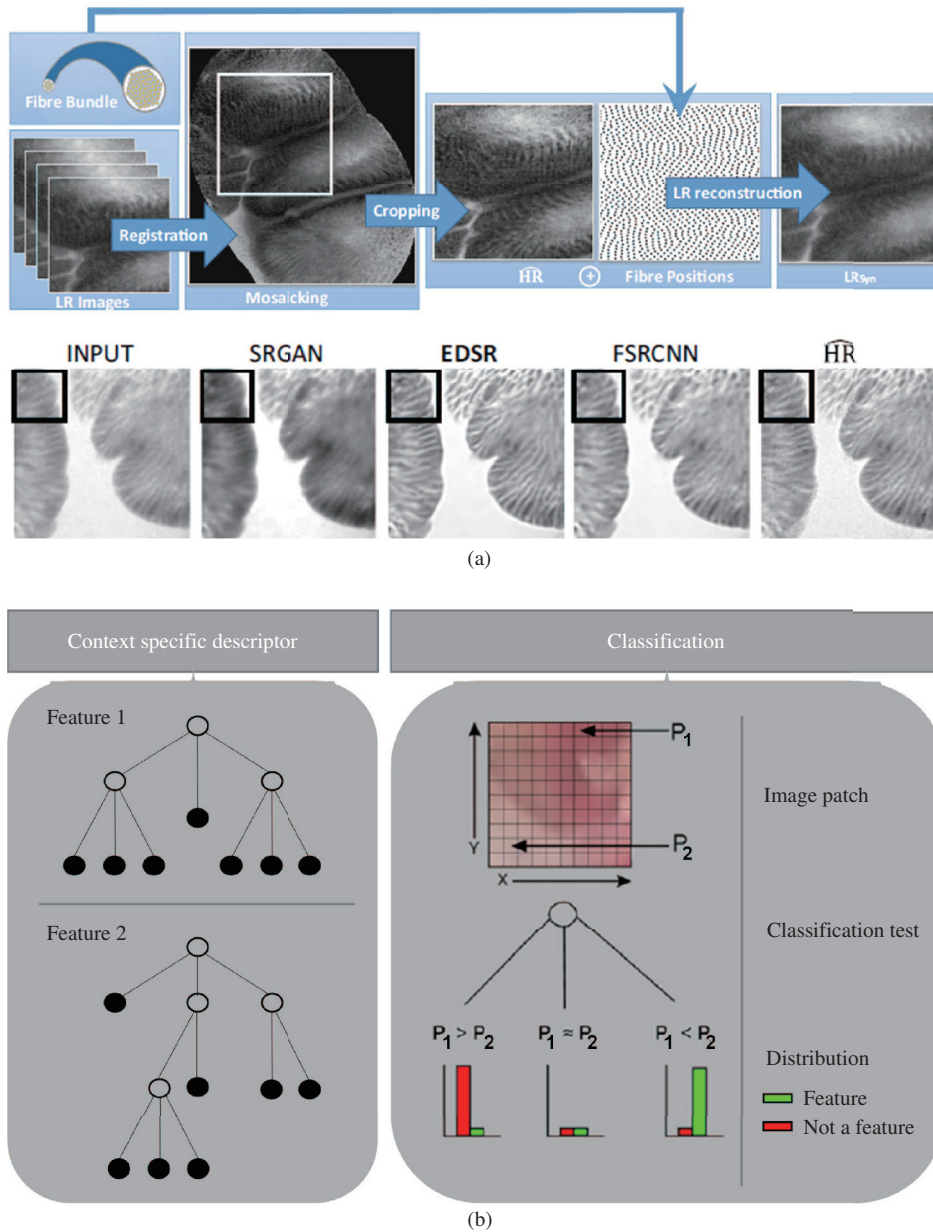 Fibre Bundle
LR Images
Registration
Mosaicking
Cropping
H͡R + Fibre Positions
LR reconstruction
LRSyn
INPUT SRGAN EDSR FSRCNN H͡R
(a)
Context specific descriptor
Classification
Feature 1
Feature 2
P1
P2
Y
X
Image patch
Classification test
P1 > P2 P1 ≈ P2 P1 < P2
Distribution
Feature
Not a feature
(b)